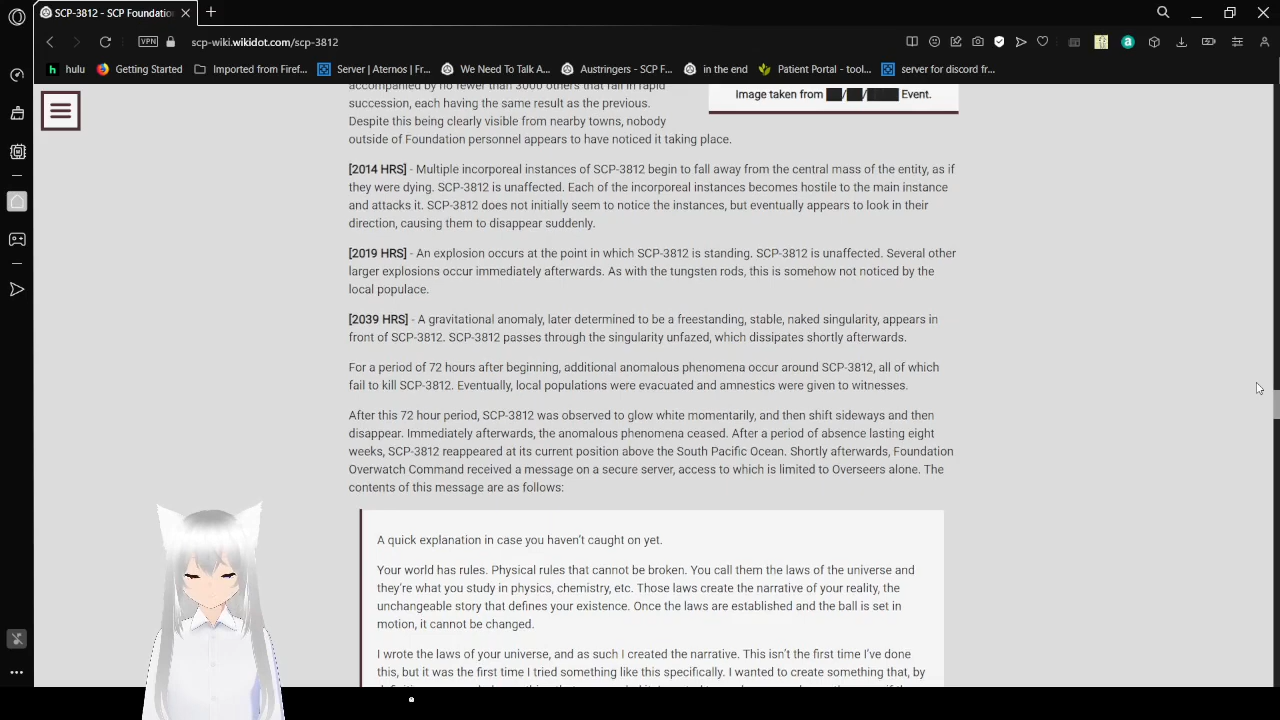 SCP-3812 - SCP Foundatio
scp-wiki.wikidot.com/scp-3812
VPN
hulu
Getting Started
Imported from Firef...
Server | Aternos | Fr...
We Need To Talk A...
Austringers - SCP F...
in the end
Patient Portal - tool...
server for discord fr...
accompanied by no fewer than 3000 others that fall in rapid
succession, each having the same result as the previous.
Despite this being clearly visible from nearby towns, nobody
outside of Foundation personnel appears to have noticed it taking place.
Image taken from ██/██/████ Event.
[2014 HRS] - Multiple incorporeal instances of SCP-3812 begin to fall away from the central mass of the entity, as if
they were dying. SCP-3812 is unaffected. Each of the incorporeal instances becomes hostile to the main instance
and attacks it. SCP-3812 does not initially seem to notice the instances, but eventually appears to look in their
direction, causing them to disappear suddenly.
[2019 HRS] - An explosion occurs at the point in which SCP-3812 is standing. SCP-3812 is unaffected. Several other
larger explosions occur immediately afterwards. As with the tungsten rods, this is somehow not noticed by the
local populace.
[2039 HRS] - A gravitational anomaly, later determined to be a freestanding, stable, naked singularity, appears in
front of SCP-3812. SCP-3812 passes through the singularity unfazed, which dissipates shortly afterwards.
For a period of 72 hours after beginning, additional anomalous phenomena occur around SCP-3812, all of which
fail to kill SCP-3812. Eventually, local populations were evacuated and amnestics were given to witnesses.
After this 72 hour period, SCP-3812 was observed to glow white momentarily, and then shift sideways and then
disappear. Immediately afterwards, the anomalous phenomena ceased. After a period of absence lasting eight
weeks, SCP-3812 reappeared at its current position above the South Pacific Ocean. Shortly afterwards, Foundation
Overwatch Command received a message on a secure server, access to which is limited to Overseers alone. The
contents of this message are as follows:
A quick explanation in case you haven't caught on yet.
Your world has rules. Physical rules that cannot be broken. You call them the laws of the universe and
they're what you study in physics, chemistry, etc. Those laws create the narrative of your reality, the
unchangeable story that defines your existence. Once the laws are established and the ball is set in
motion, it cannot be changed.
I wrote the laws of your universe, and as such I created the narrative. This isn't the first time I've done
this, but it was the first time I tried something like this specifically. I wanted to create something that, by